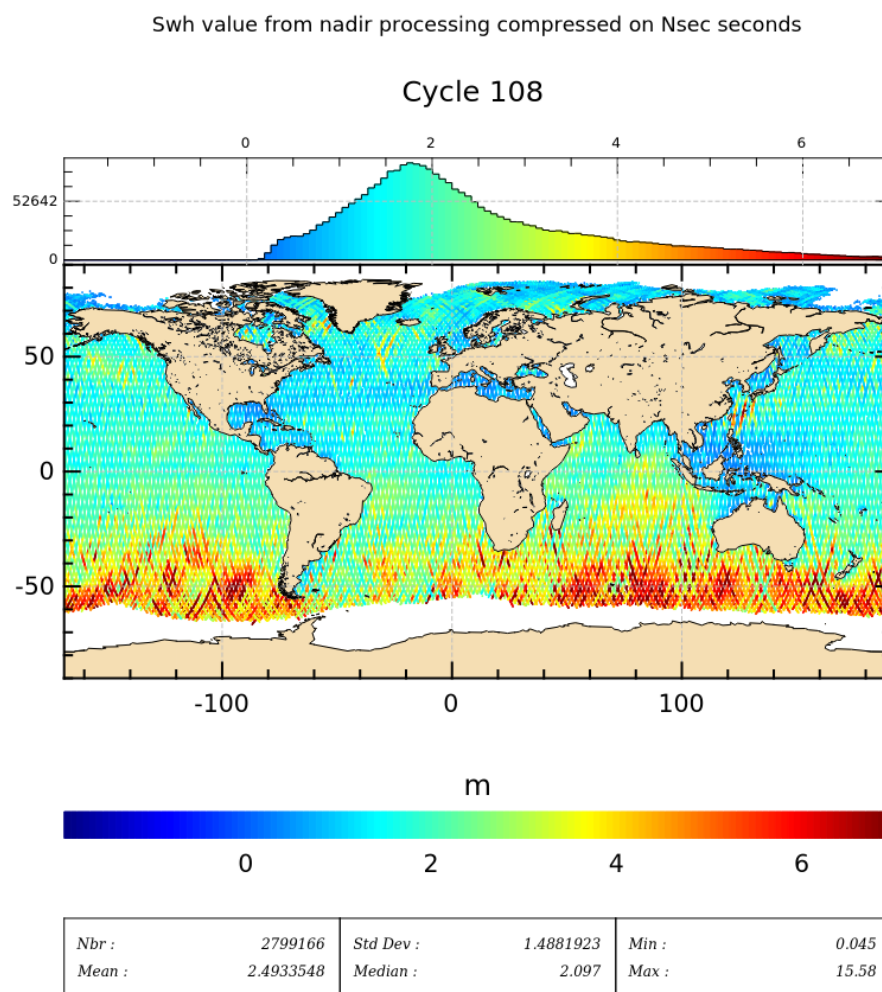 Swh value from nadir processing compressed on Nsec seconds
Cycle 108
0 2 4 6
52642
0
50
0
-50
-100 0 100
m
0 2 4 6
Nbr : 2799166 Std Dev : 1.4881923 Min : 0.045
Mean : 2.4933548 Median : 2.097 Max : 15.58